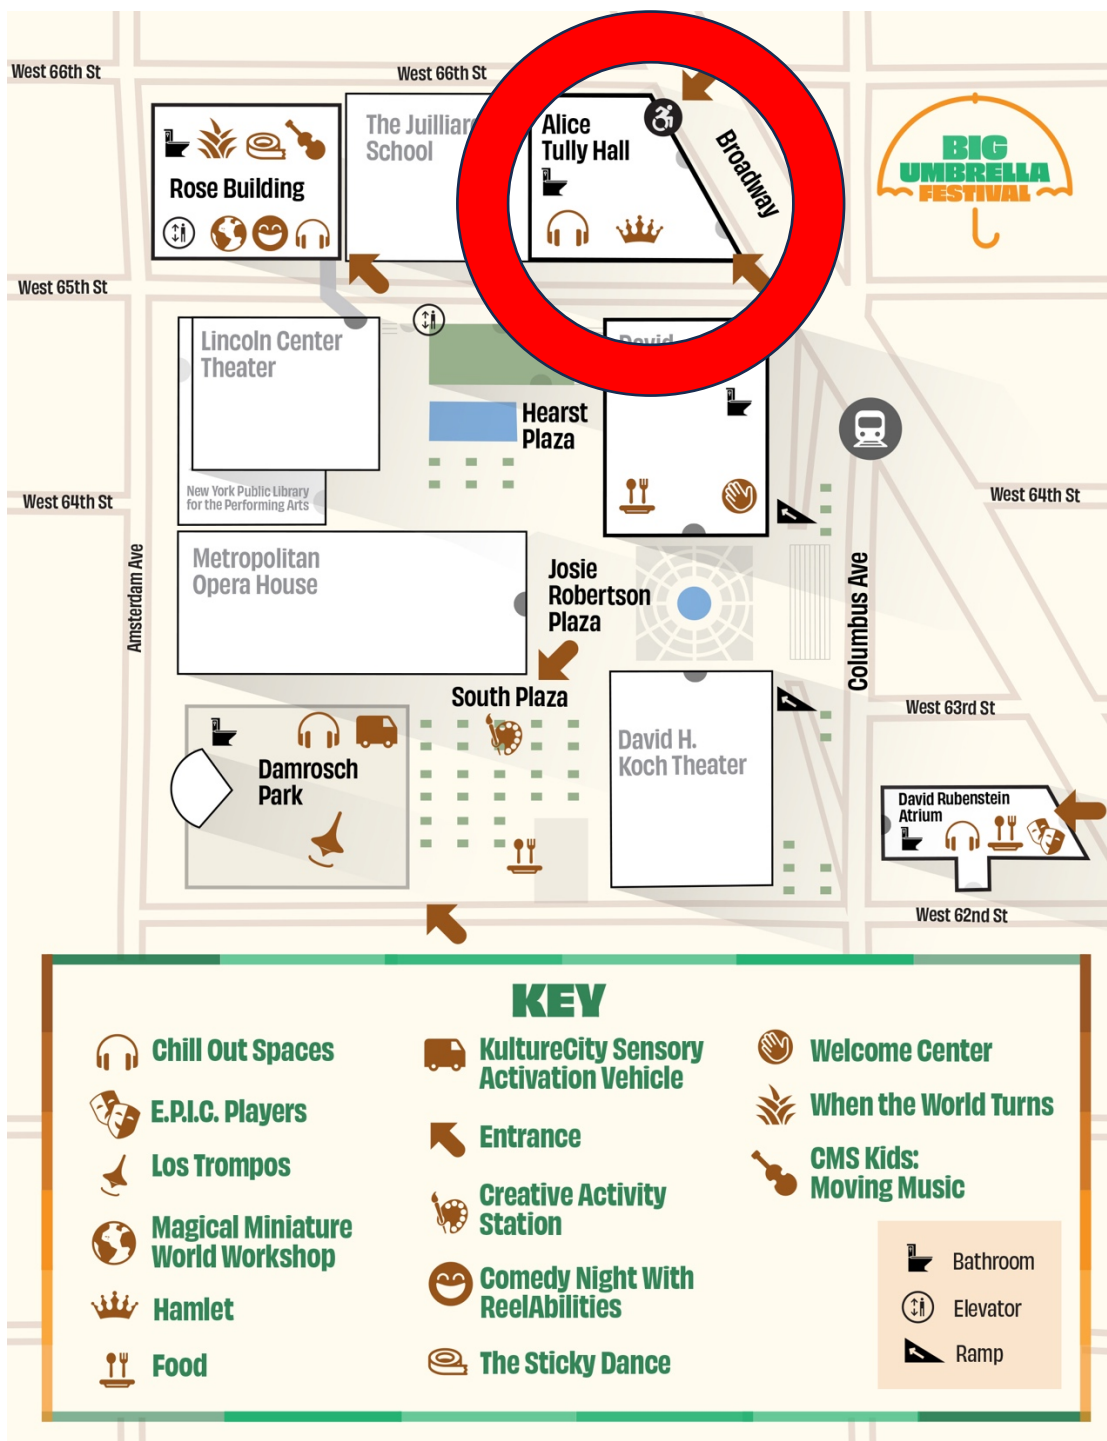 West 66th St
West 66th St
The Juilliar
School
Alice
Tully Hall
Broadway
BIG
UMBRELLA
FESTIVAL
Rose Building
West 65th St
Lincoln Center
Theater
David
Hearst
Plaza
New York Public Library
for the Performing Arts
West 64th St
West 64th St
Metropolitan
Opera House
Amsterdam Ave
Josie
Robertson
Plaza
Columbus Ave
South Plaza
West 63rd St
David H.
Koch Theater
Damrosch
Park
David Rubenstein
Atrium
West 62nd St
KEY
Chill Out Spaces
E.P.I.C. Players
Los Trompos
Magical Miniature
World Workshop
Hamlet
Food
KultureCity Sensory
Activation Vehicle
Entrance
Creative Activity
Station
Comedy Night With
ReelAbilities
The Sticky Dance
Welcome Center
When the World Turns
CMS Kids:
Moving Music
Bathroom
Elevator
Ramp